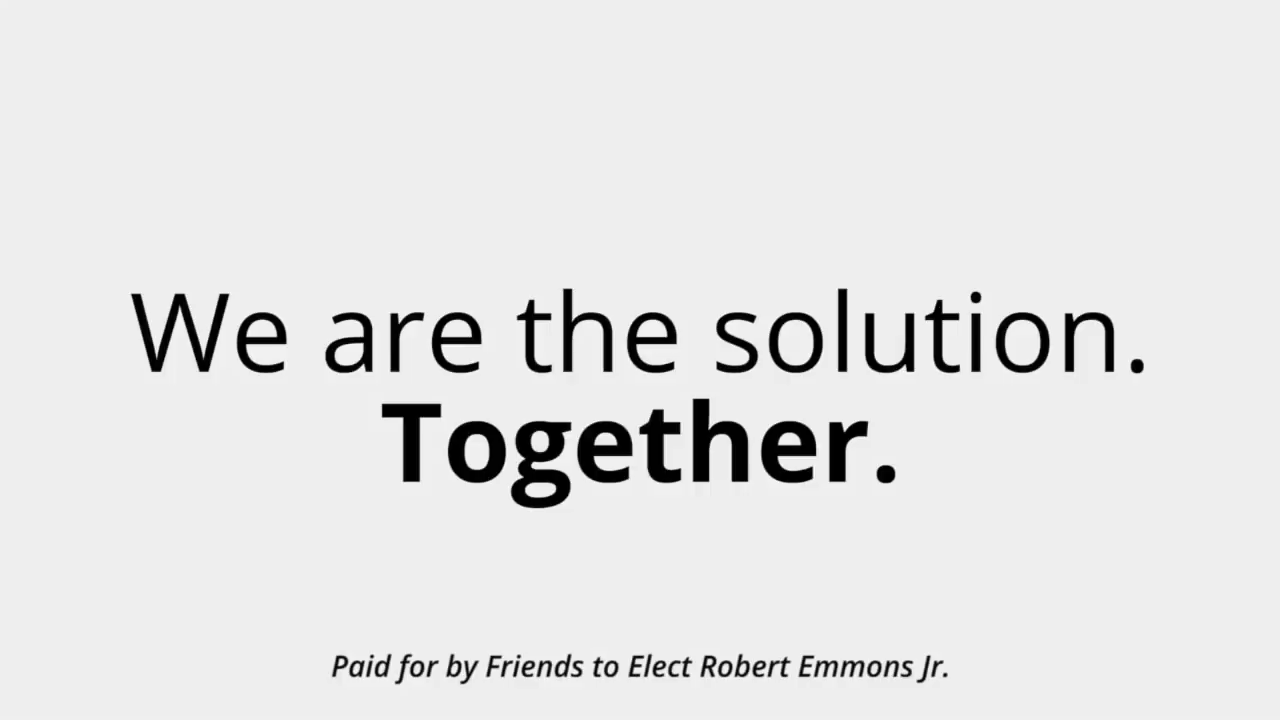 We are the solution.
Together.
Paid for by Friends to Elect Robert Emmons Jr.